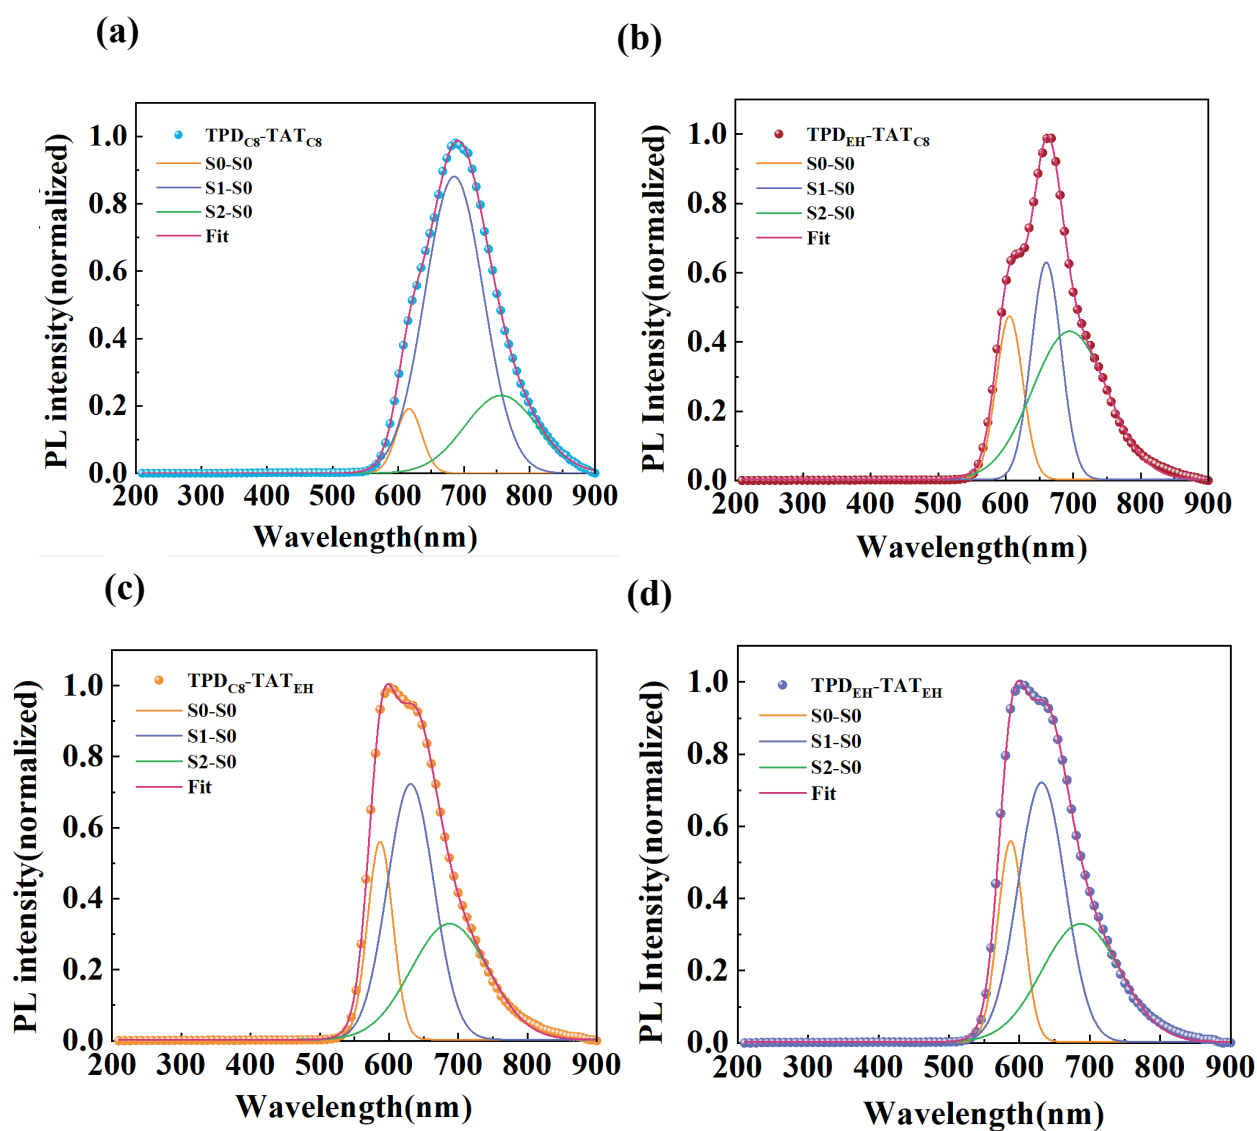 (a)
TPDC8-TATC8
S0-S0
S1-S0
S2-S0
Fit
PL intensity(normalized)
1.0
0.8
0.6
0.4
0.2
0.0
200 300 400 500 600 700 800 900
Wavelength(nm)
(b)
TPDEH-TATC8
S0-S0
S1-S0
S2-S0
Fit
PL Intensity(normalized)
1.0
0.8
0.6
0.4
0.2
0.0
200 300 400 500 600 700 800 900
Wavelength(nm)
(c)
TPDC8-TATEH
S0-S0
S1-S0
S2-S0
Fit
PL intensity(normalized)
1.0
0.8
0.6
0.4
0.2
0.0
200 300 400 500 600 700 800 900
Wavelength(nm)
(d)
TPDEH-TATEH
S0-S0
S1-S0
S2-S0
Fit
PL Intensity(normalized)
1.0
0.8
0.6
0.4
0.2
0.0
200 300 400 500 600 700 800 900
Wavelength(nm)